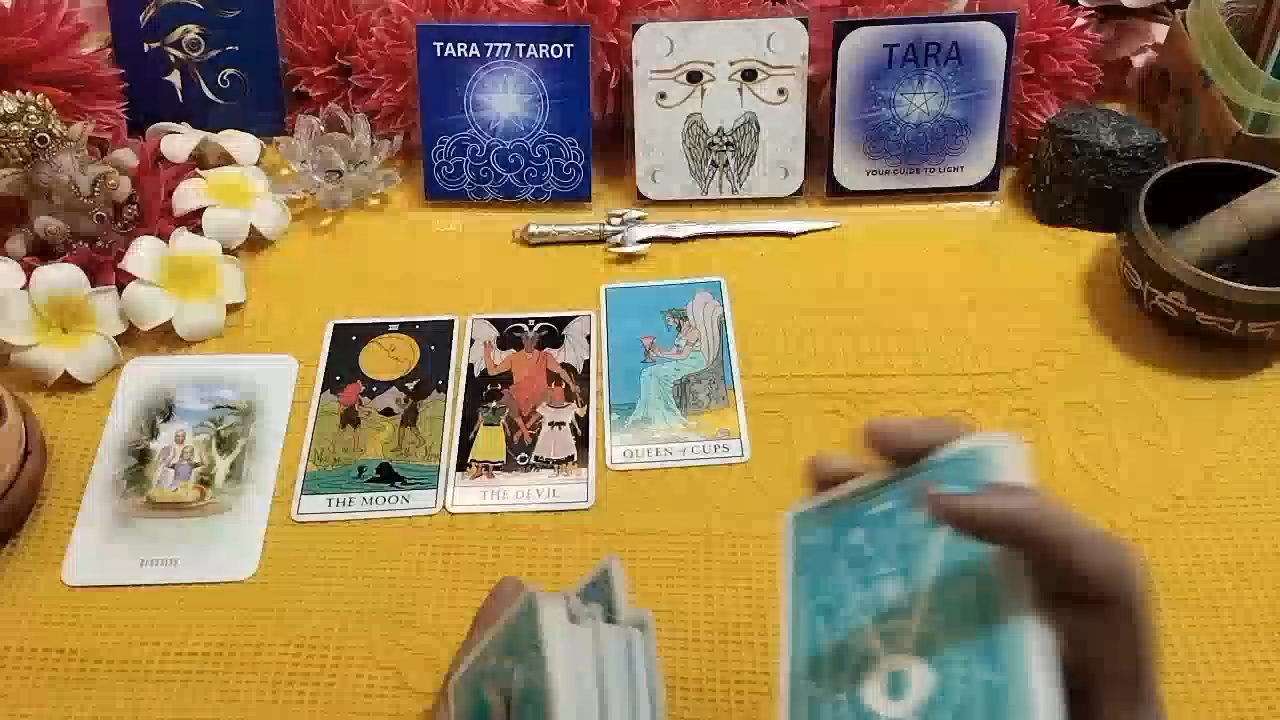 TARA 777 TAROT
TARA
YOUR GUIDE TO LIGHT
THE MOON
THE DEVIL
QUEEN of CUPS